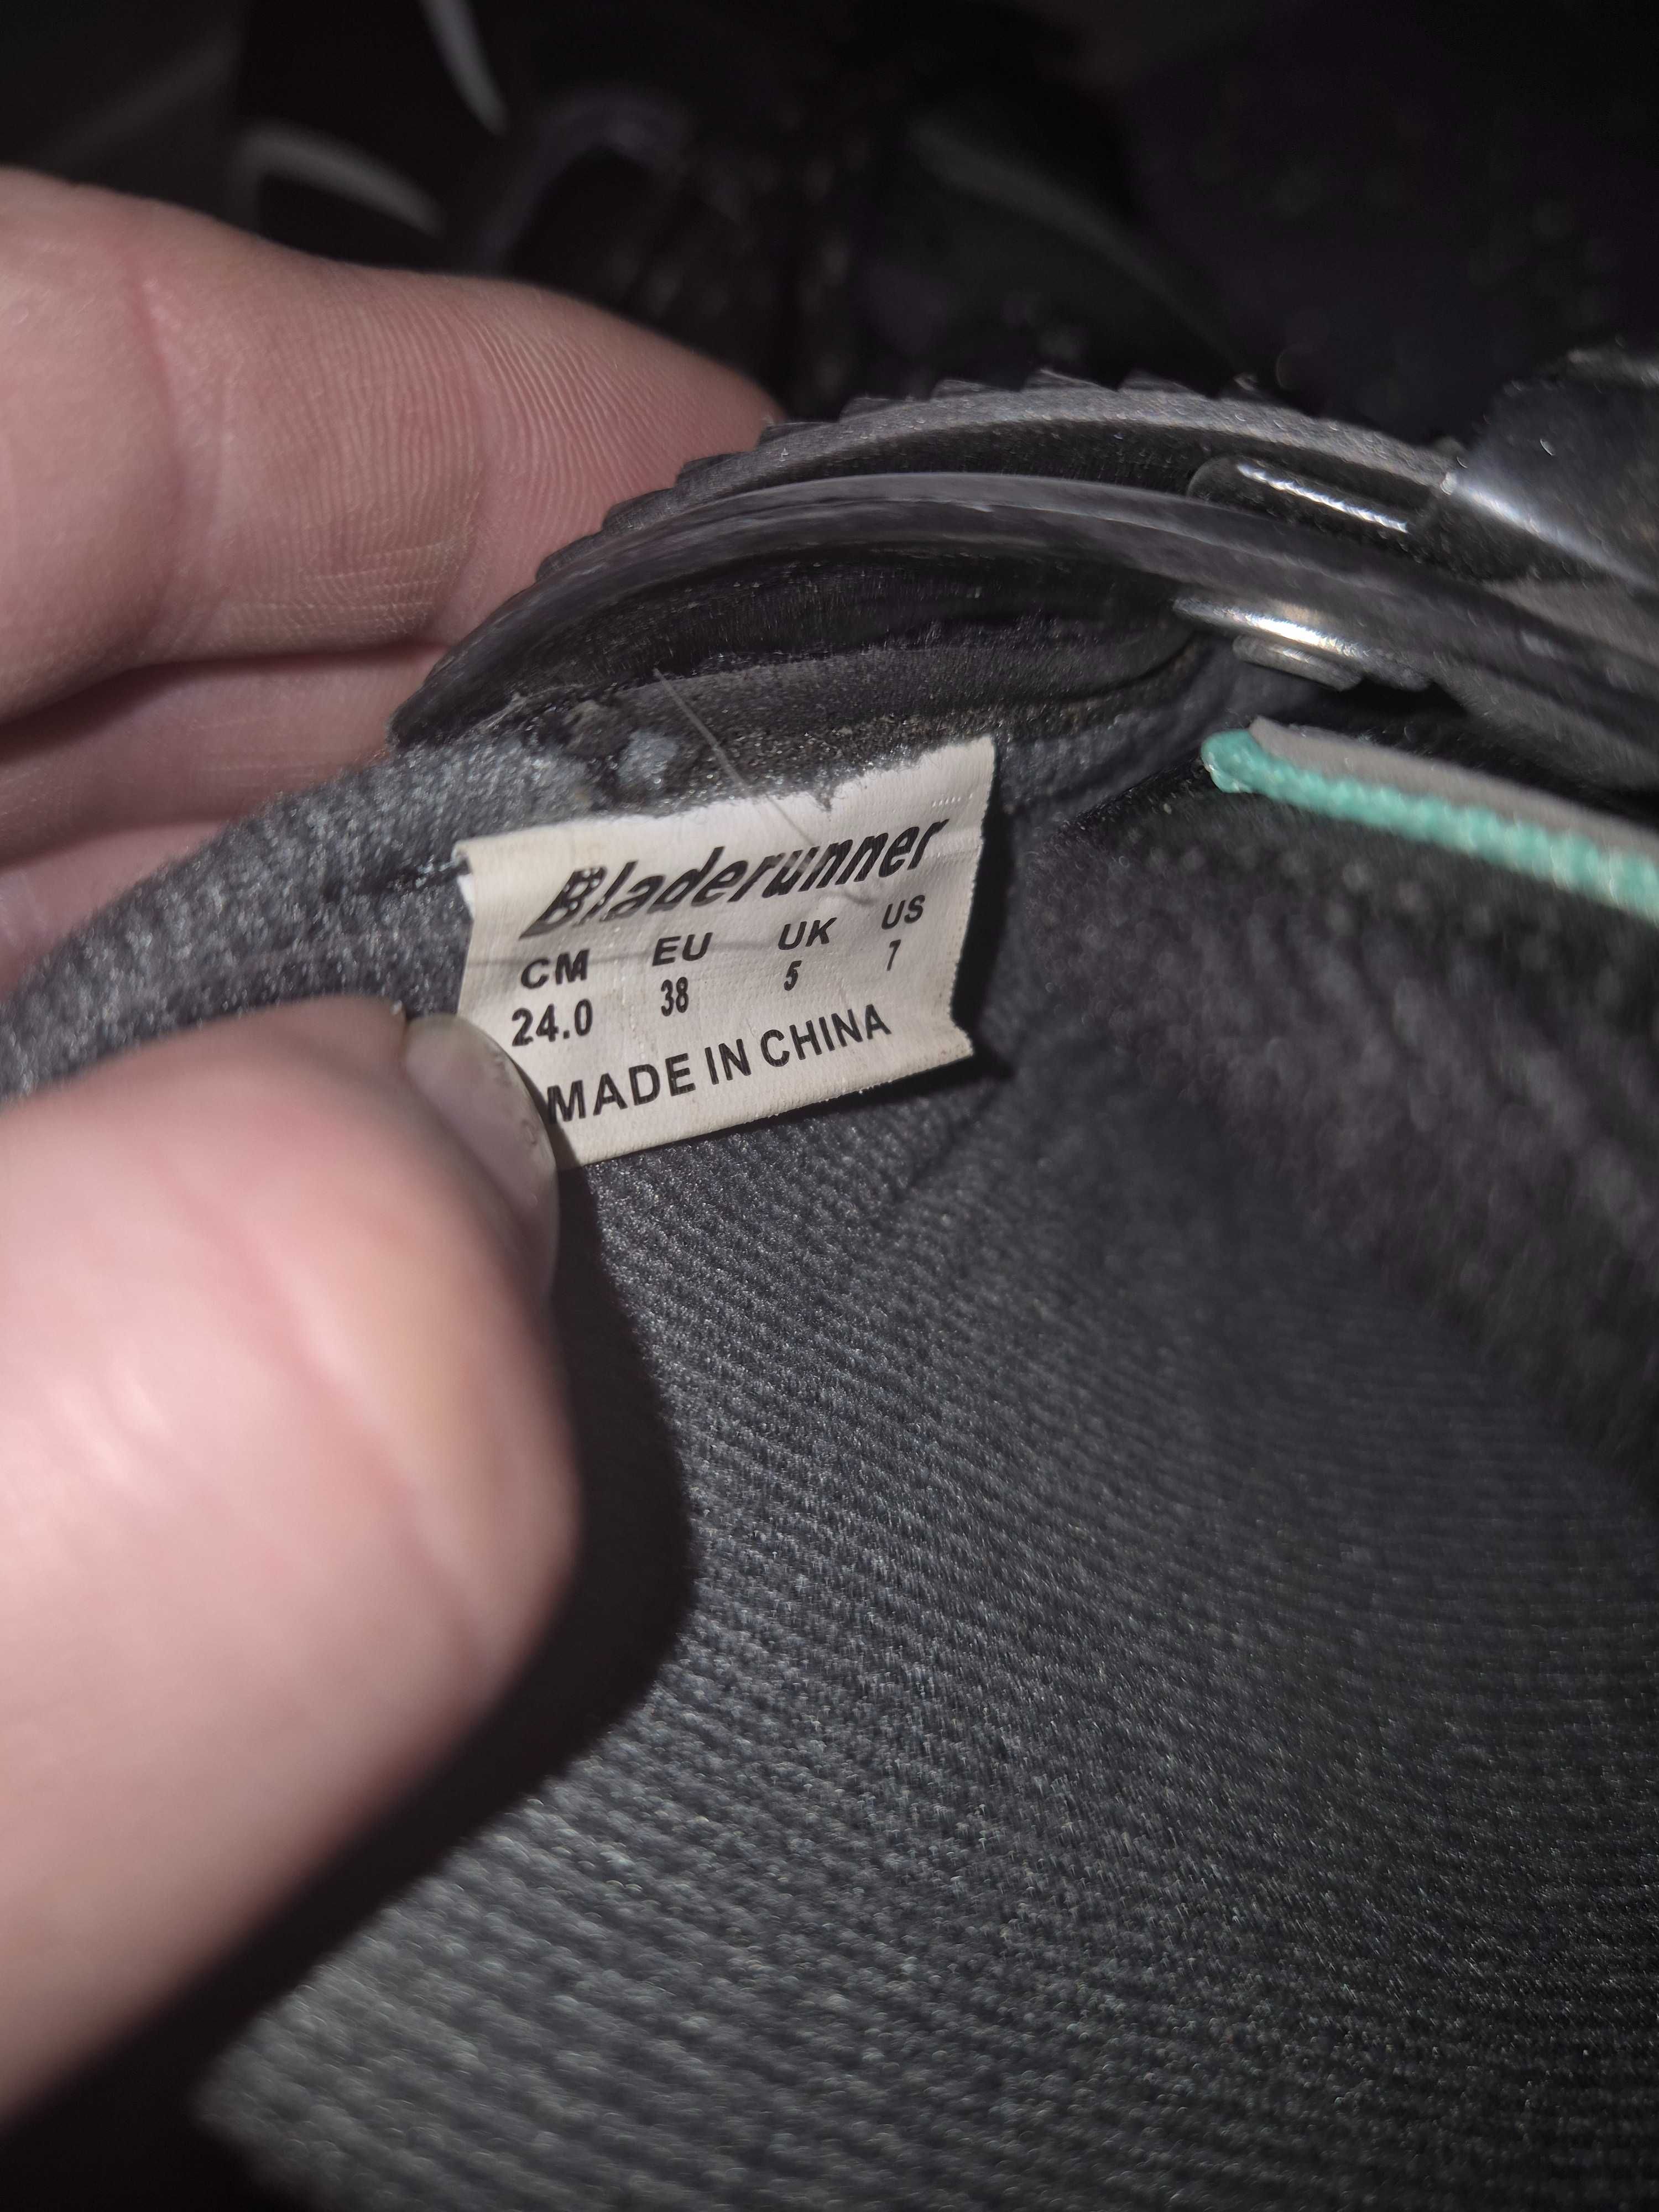 Bladerunner
CM EU UK US
24.0 38 5 7
MADE IN CHINA